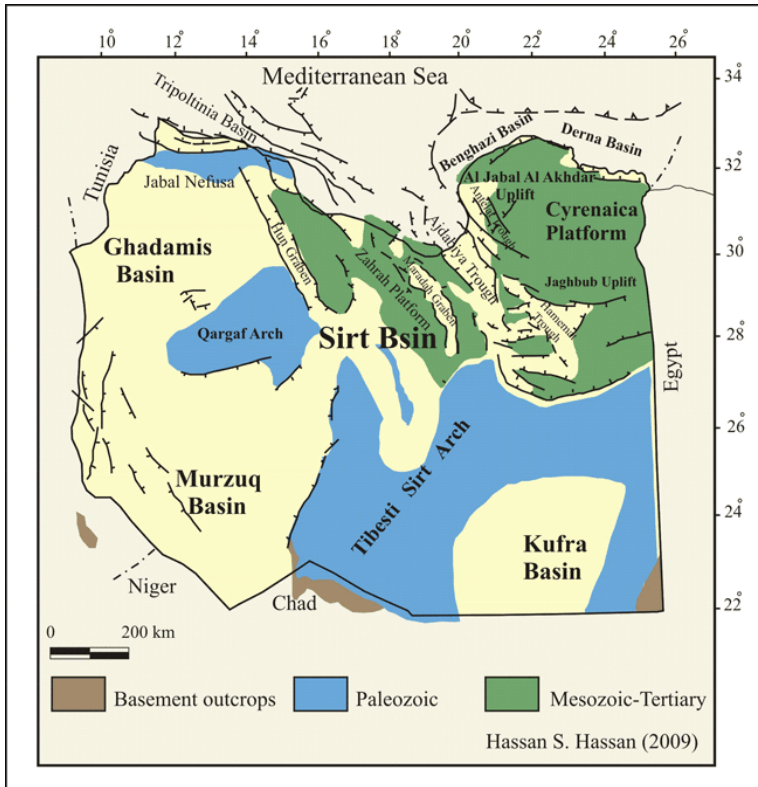 10° 12° 14° 16° 18° 20° 22° 24° 26°
34°
32°
30°
28°
26°
24°
22°
Mediterranean Sea
Tripoltinia Basin
Benghazi Basin
Derna Basin
Tunisia
Jabal Nefusa
Al Jabal Al Akhdar
Uplift
Cyrenaica
Platform
Ghadamis
Basin
Hun Graben
Zahrah Platform
Maradah Graben
Ajdabiya Trough
Trough
Jaghbub Uplift
Trough
Qargaf Arch
Sirt Bsin
Egypt
Murzuq
Basin
Tibesti Sirt Arch
Kufra
Basin
Niger
Chad
0 200 km
Basement outcrops
Paleozoic
Mesozoic-Tertiary
Hassan S. Hassan (2009)